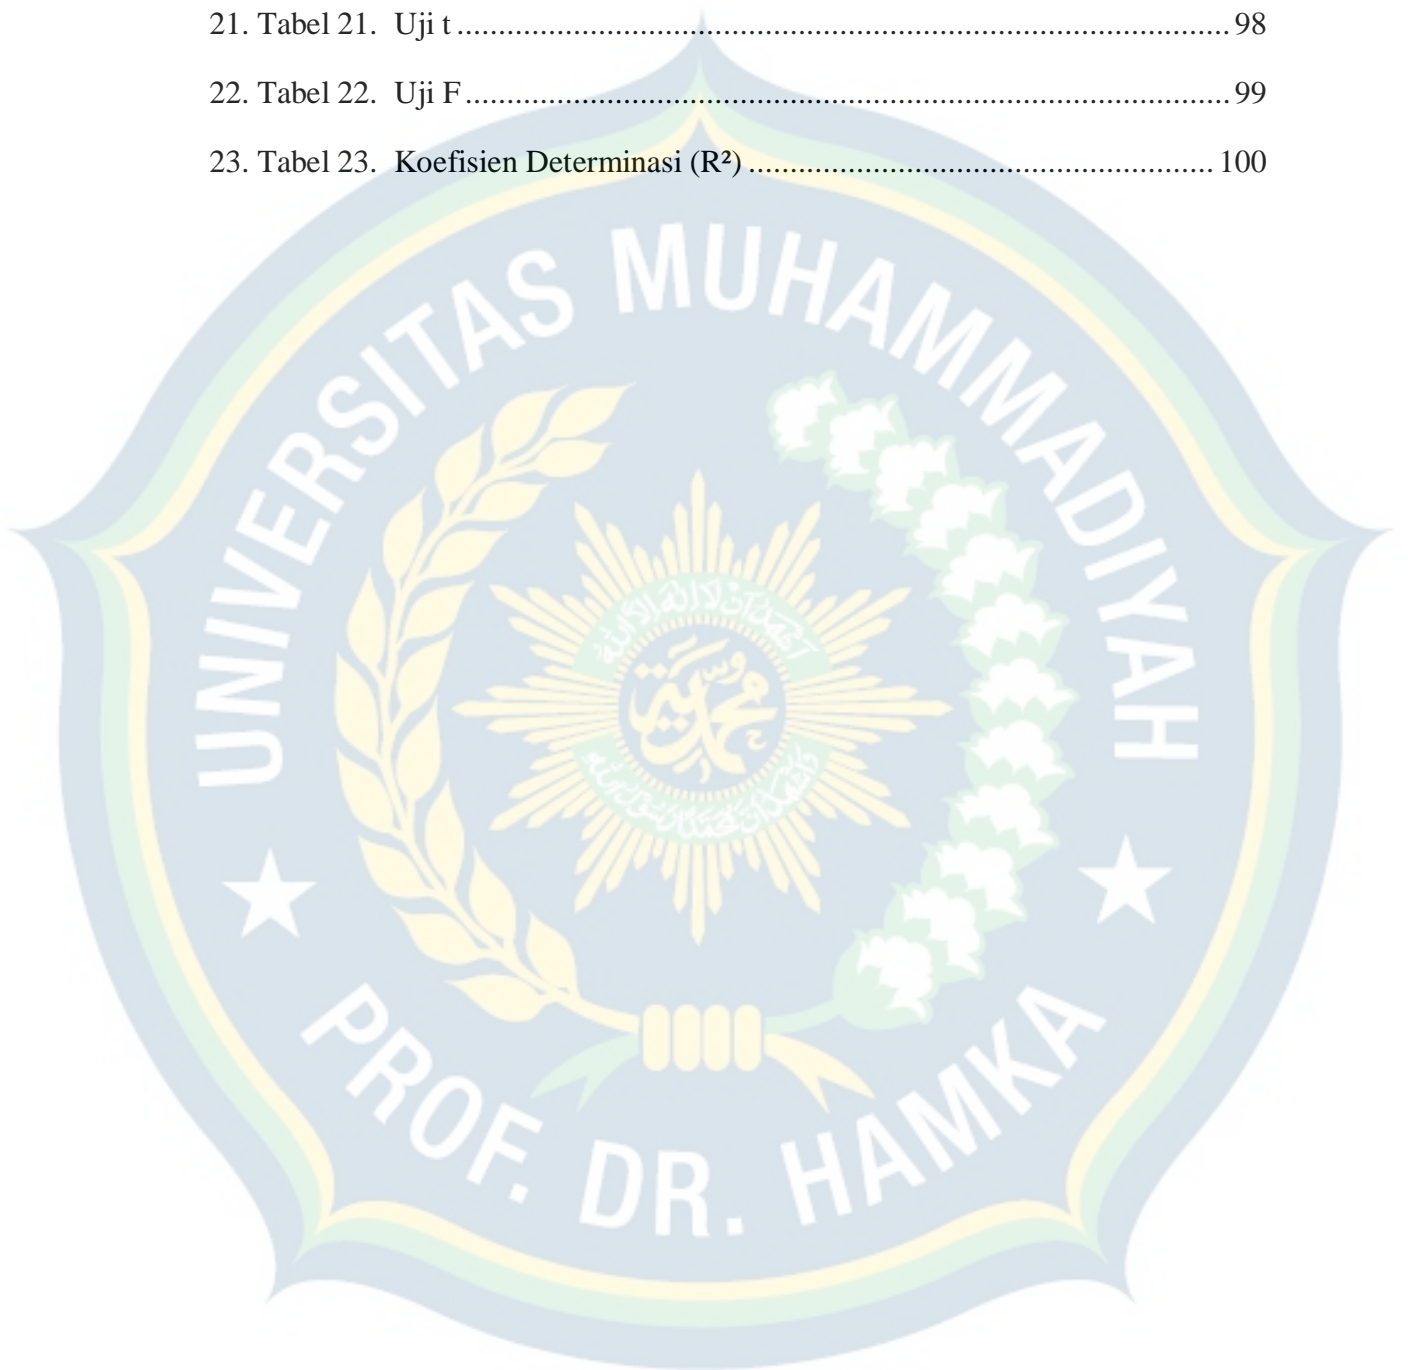 21. Tabel 21. Uji t ............................................................................................. 98
22. Tabel 22. Uji F ............................................................................................ 99
23. Tabel 23. Koefisien Determinasi (R²) ........................................................ 100
UNIVERSITAS MUHAMMADIYAH
محمدية
PROF. DR. HAMKA